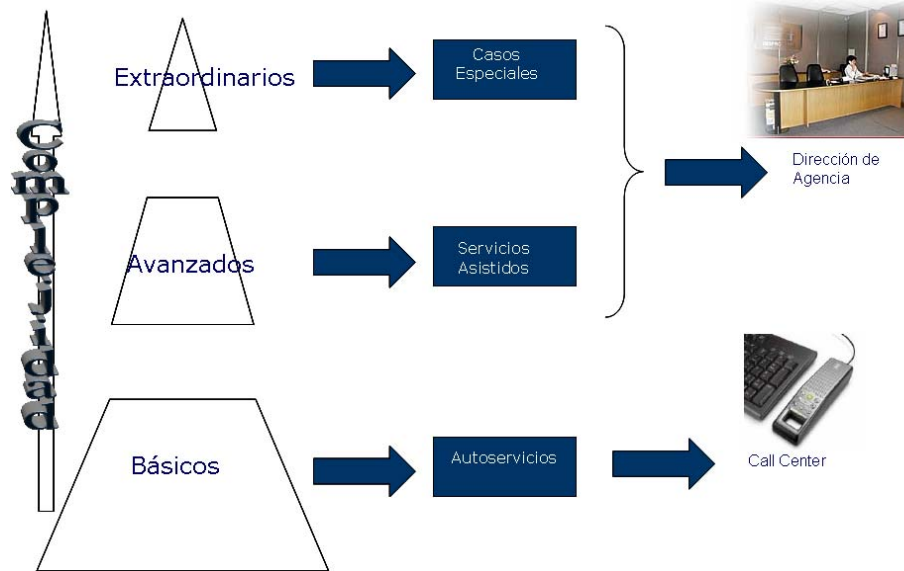 Complejidad
Extraordinarios
Casos
Especiales
Dirección de
Agencia
Avanzados
Servicios
Asistidos
Básicos
Autoservicios
Call Center